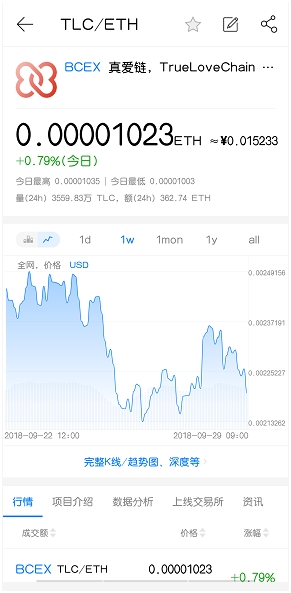 TLC/ETH
BCEX 真爱链，TrueLoveChain ···
0.00001023ETH ≈¥0.015233
+0.79%(今日)
今日最高 0.00001035 | 今日最低 0.00001003
量(24h) 3559.83万 TLC，额(24h) 362.74 ETH
1d 1w 1mon 1y all
全网，价格 USD
0.00249156
0.00237191
0.00225227
0.00213262
2018-09-22 12:00 2018-09-29 09:00
完整K线/趋势图、深度等
行情 项目介绍 数据分析 上线交易所 资讯
成交额 价格 涨幅
BCEX TLC/ETH 0.00001023 +0.79%